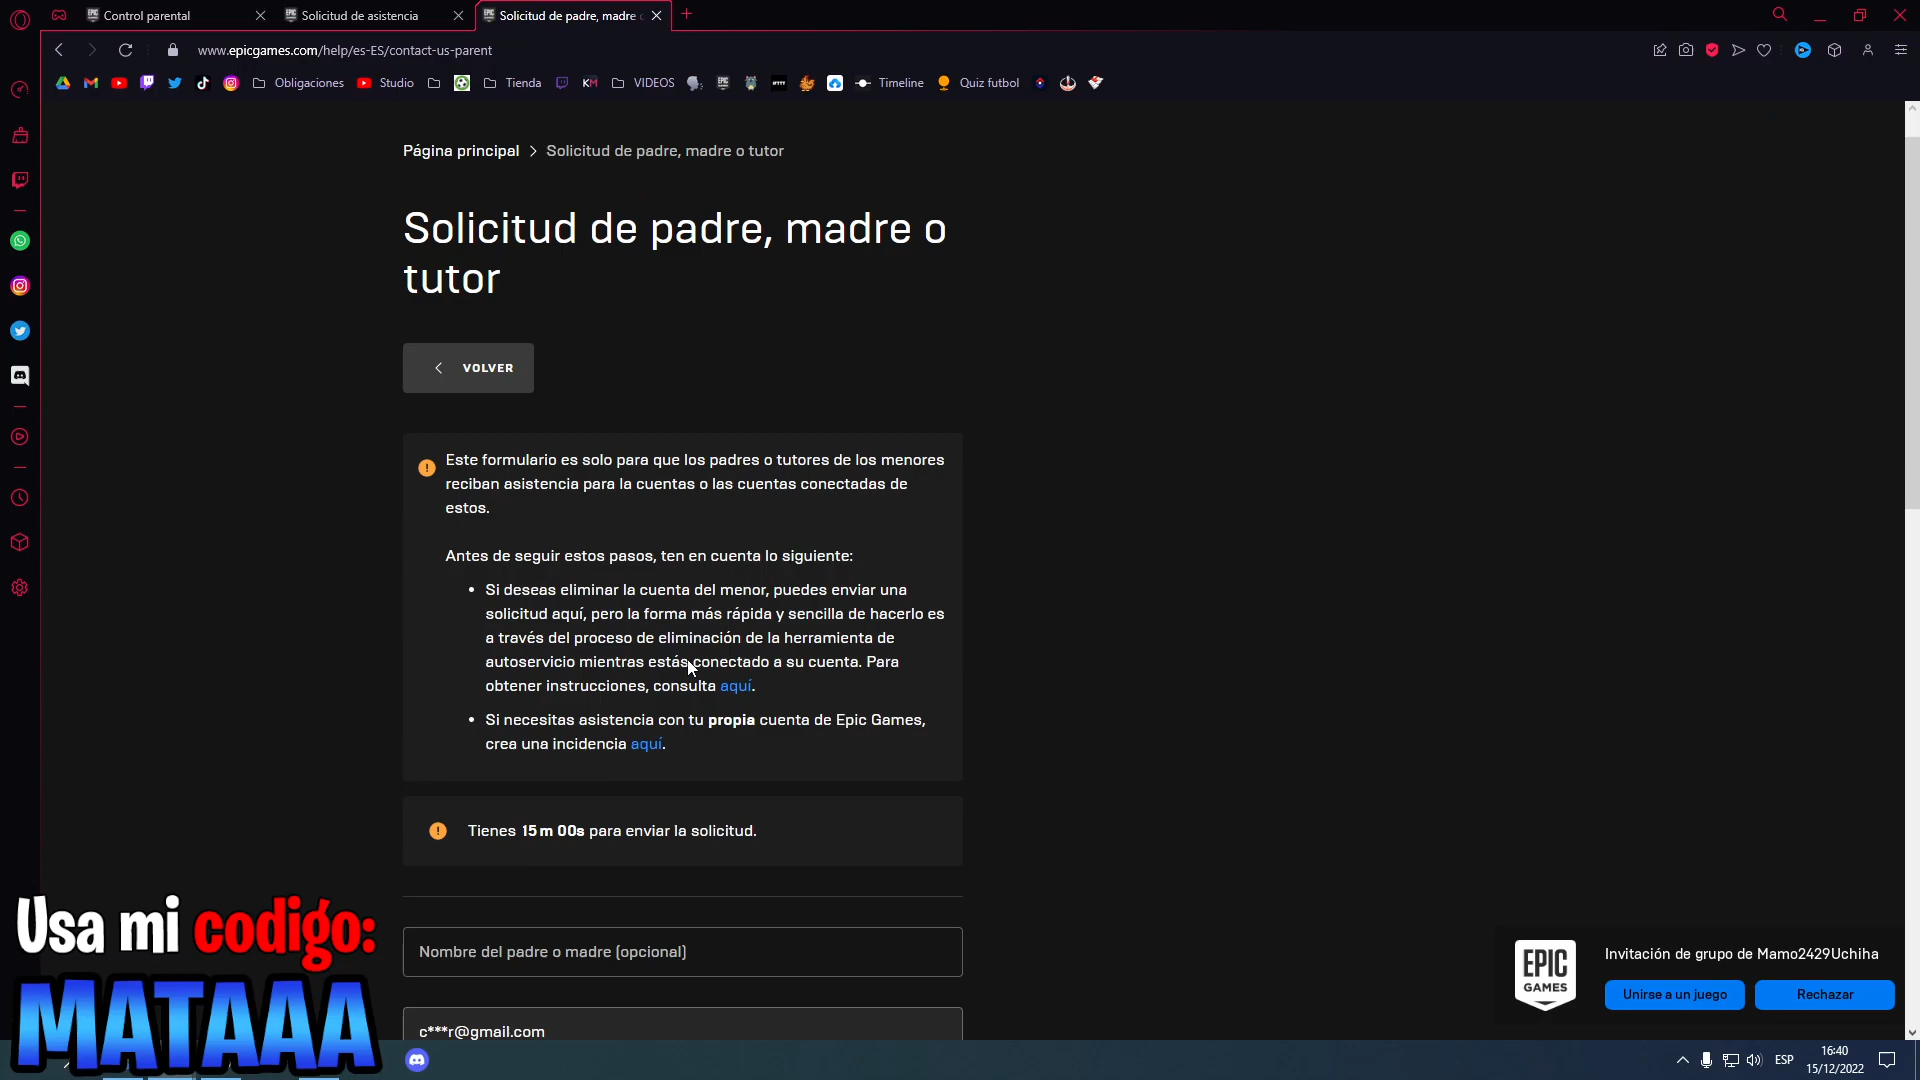 Control parental
Solicitud de asistencia
Solicitud de padre, madre
www.epicgames.com/help/es-ES/contact-us-parent
Obligaciones
Studio
Tienda
KM
VIDEOS
IFTTT
Timeline
Quiz futbol
Página principal > Solicitud de padre, madre o tutor
Solicitud de padre, madre o
tutor
VOLVER
Este formulario es solo para que los padres o tutores de los menores
reciban asistencia para la cuentas o las cuentas conectadas de
estos.
Antes de seguir estos pasos, ten en cuenta lo siguiente:
• Si deseas eliminar la cuenta del menor, puedes enviar una
solicitud aquí, pero la forma más rápida y sencilla de hacerlo es
a través del proceso de eliminación de la herramienta de
autoservicio mientras estás conectado a su cuenta. Para
obtener instrucciones, consulta aquí.
• Si necesitas asistencia con tu propia cuenta de Epic Games,
crea una incidencia aquí.
Tienes 15m 00s para enviar la solicitud.
Nombre del padre o madre (opcional)
c***r@gmail.com
Usa mi codigo:
MATAAA
EPIC
GAMES
Invitación de grupo de Mamo2429Uchiha
Unirse a un juego
Rechazar
ESP
16:40
15/12/2022